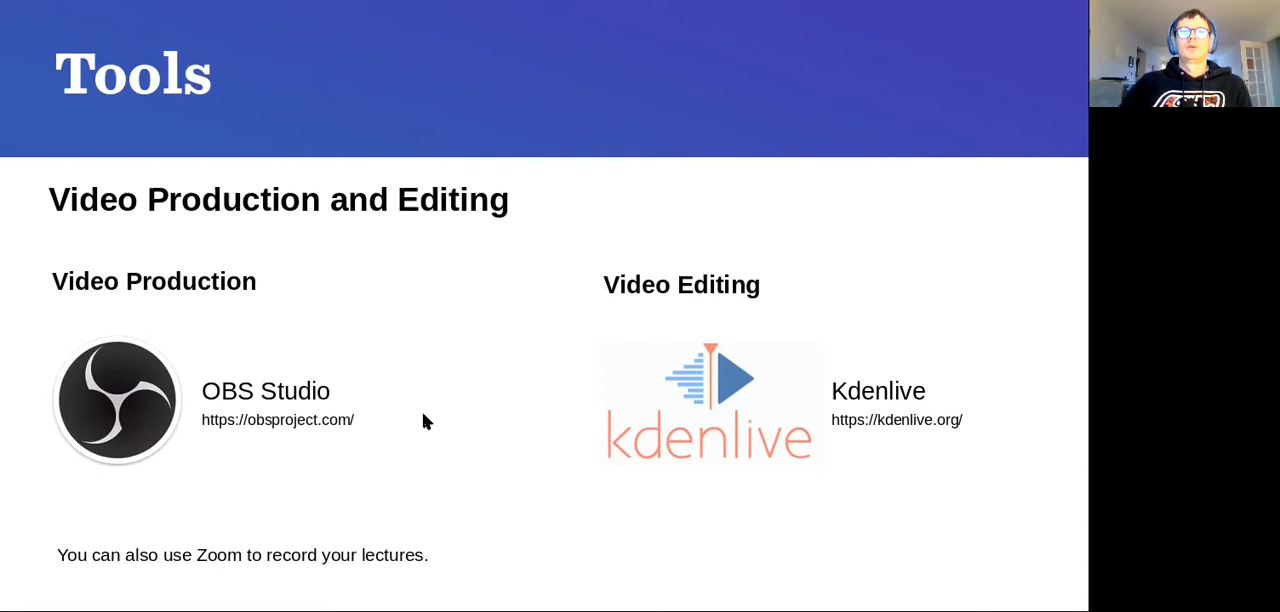 Tools
Video Production and Editing
Video Production
Video Editing
OBS Studio
https://obsproject.com/
kdenlive
Kdenlive
https://kdenlive.org/
You can also use Zoom to record your lectures.